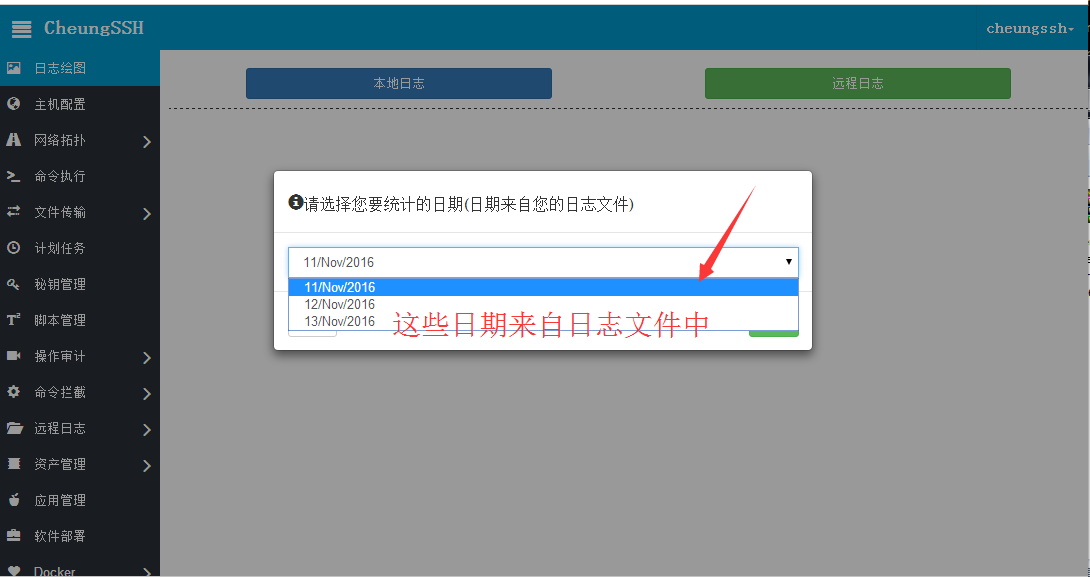 CheungSSH
cheungssh
日志绘图
主机配置
网络拓扑
命令执行
文件传输
计划任务
秘钥管理
脚本管理
操作审计
命令拦截
远程日志
资产管理
应用管理
软件部署
Docker
本地日志
远程日志
请选择您要统计的日期(日期来自您的日志文件)
11/Nov/2016
11/Nov/2016
12/Nov/2016
13/Nov/2016
这些日期来自日志文件中